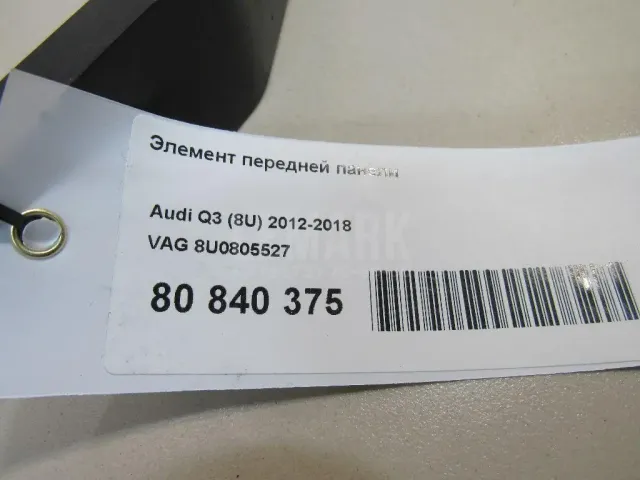 Элемент передней панели
Audi Q3 (8U) 2012-2018
VAG 8U0805527
80 840 375